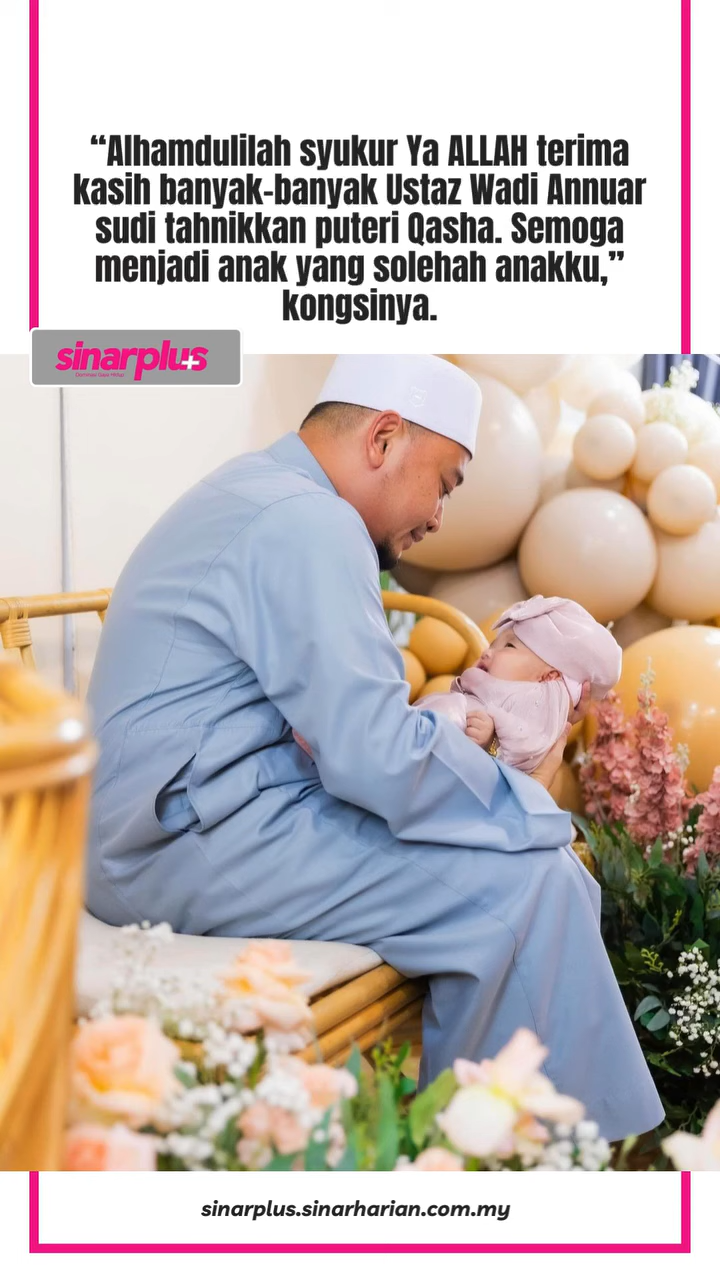 “Alhamdulilah syukur Ya ALLAH terima
kasih banyak-banyak Ustaz Wadi Annuar
sudi tahnikkan puteri Qasha. Semoga
menjadi anak yang solehah anakku,”
kongsinya.
sinarplus
sinarplus.sinarharian.com.my